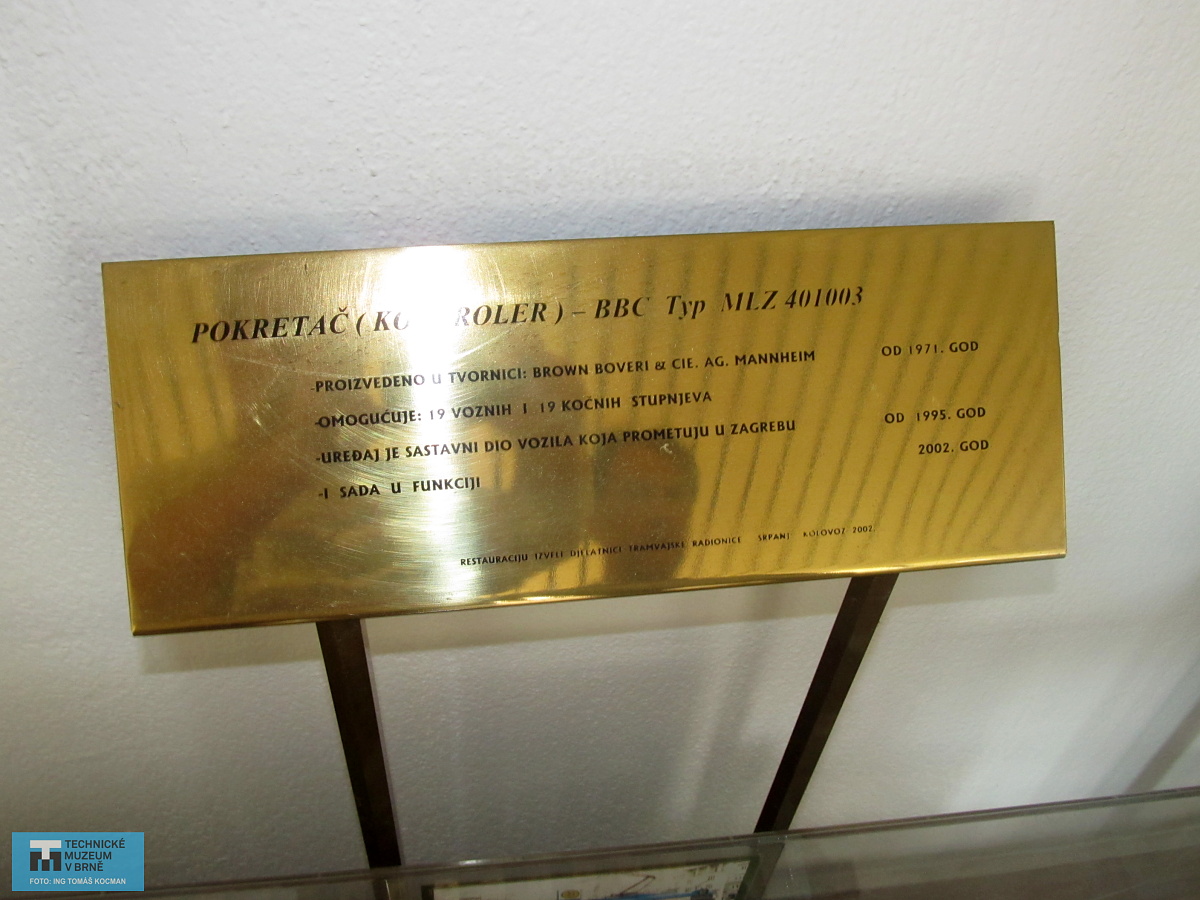 POKRETAČ ( KO ROLER ) – BBC Typ MLZ 401003
-PROIZVEDENO U TVORNICI: BROWN BOVERI & CIE. AG. MANNHEIM OD 1971. GOD
-OMOGUĆUJE: 19 VOZNIH I 19 KOČNIH STUPNJEVA
-UREĐAJ JE SASTAVNI DIO VOZILA KOJA PROMETUJU U ZAGREBU OD 1995. GOD
-I SADA U FUNKCIJI 2002. GOD
RESTAURACIJU IZVELI DJELATNICI TRAMVAJSKE RADIONICE SRPANJ KOLOVOZ 2002.
TECHNICKÉ
MUZEUM
V BRNĚ
FOTO: ING TOMÁŠ KOCMAN